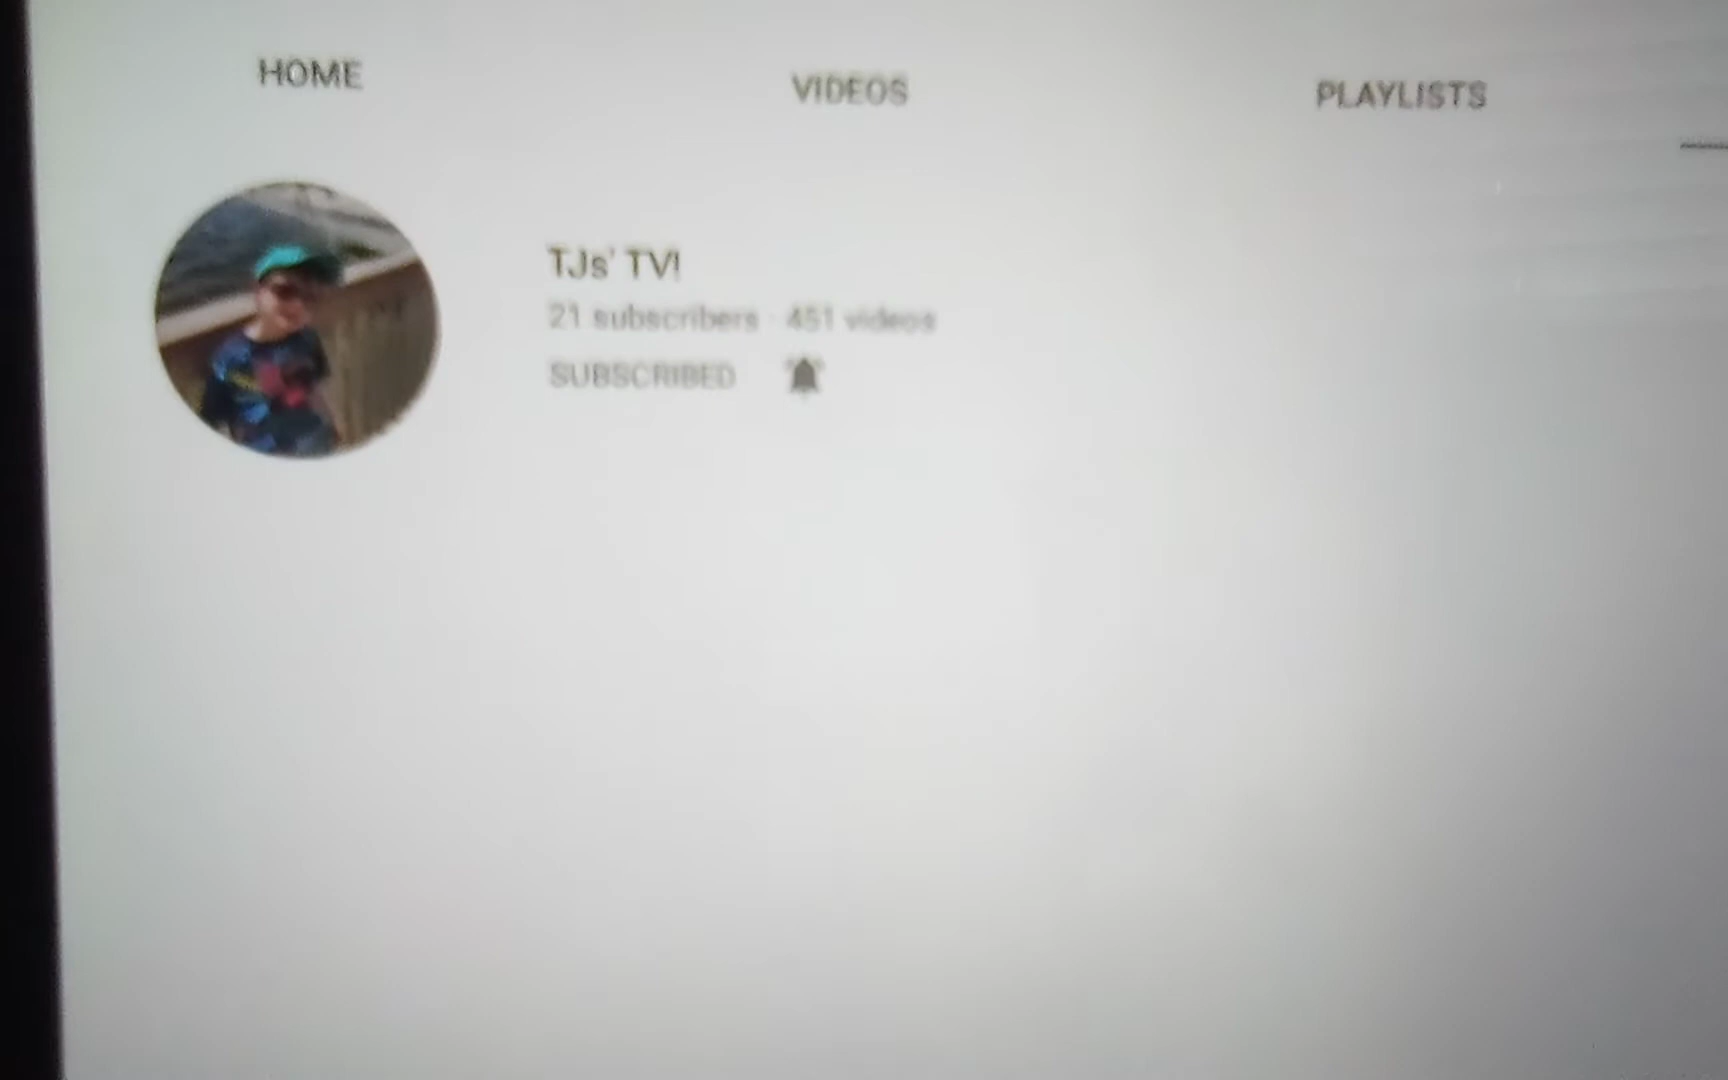 HOME
VIDEOS
PLAYLISTS
TJs' TV!
21 subscribers · 451 videos
SUBSCRIBED